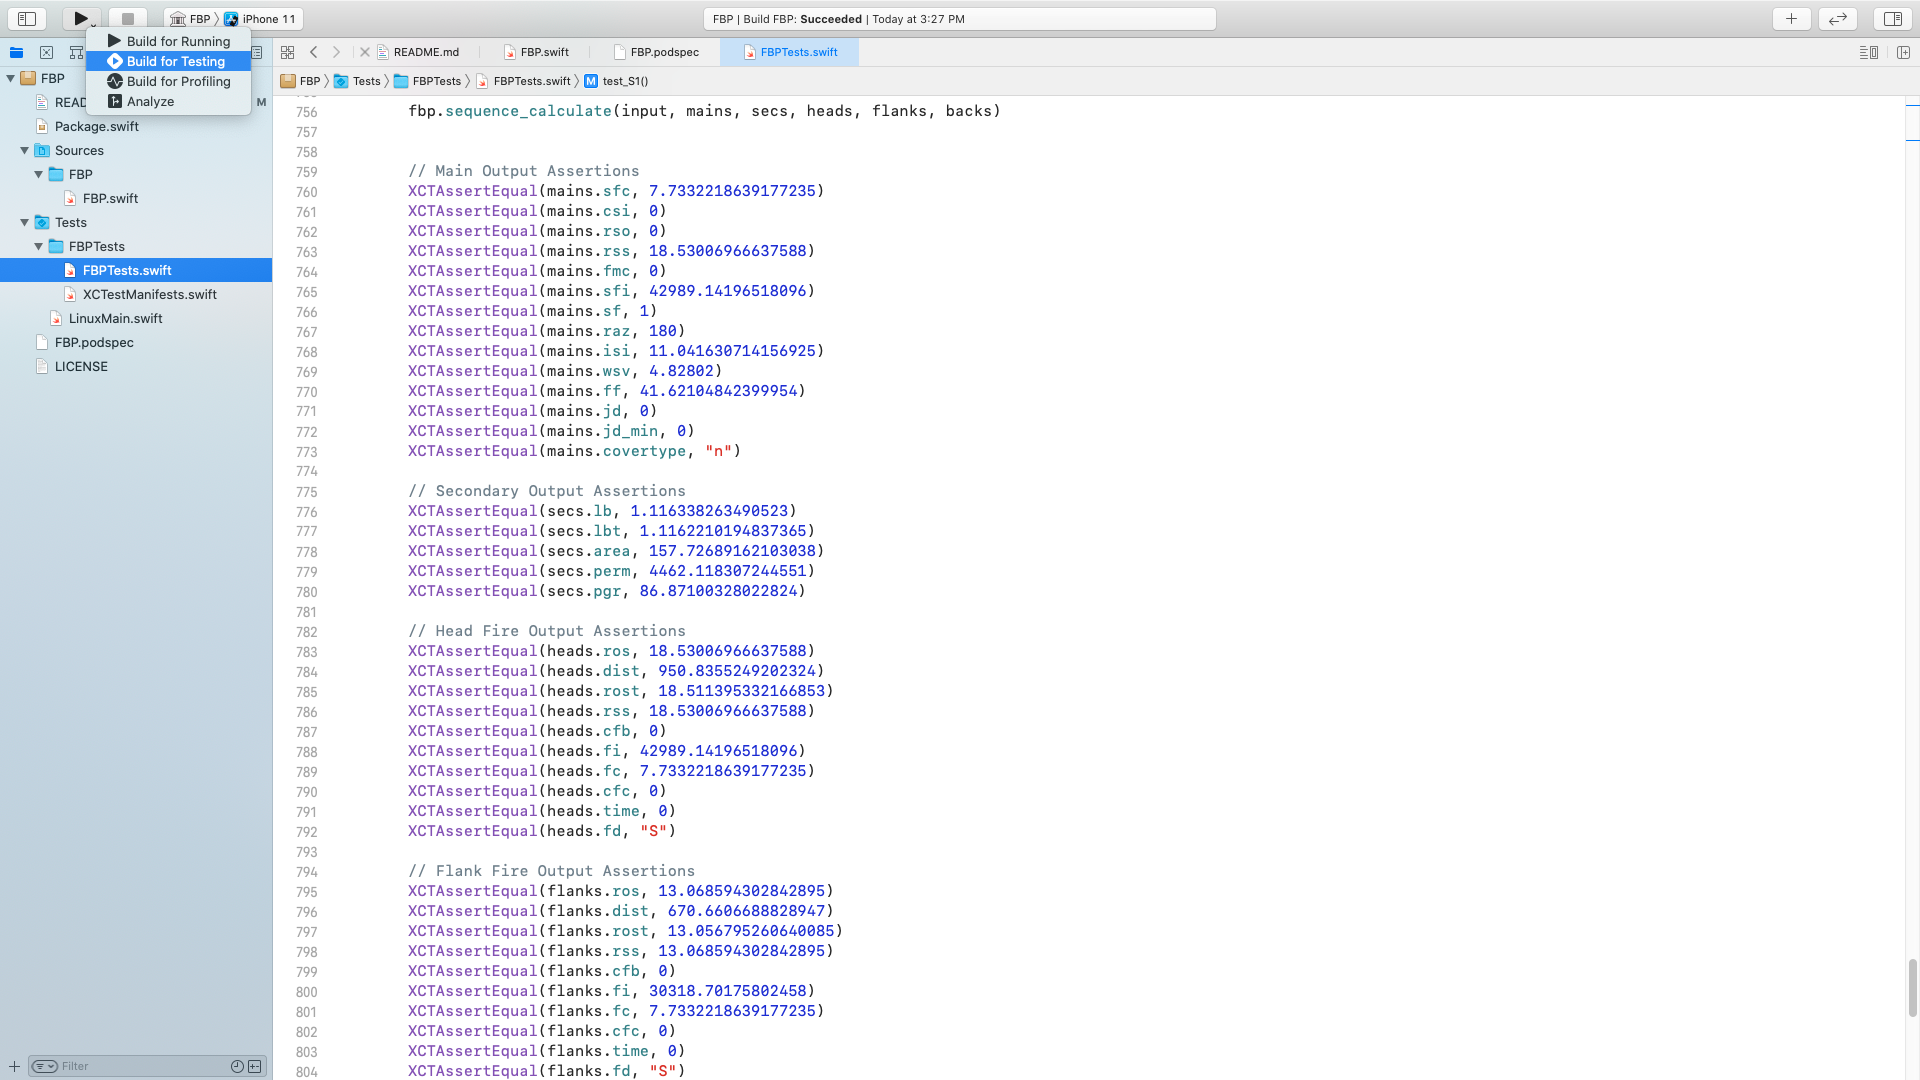 FBP 〉 iPhone 11
FBP | Build FBP: Succeeded | Today at 3:27 PM
Build for Running
Build for Testing
Build for Profiling
Analyze
README.md
FBP.swift
FBP.podspec
FBPTests.swift
FBP 〉 Tests 〉 FBPTests 〉 FBPTests.swift 〉 M test_S1()
FBP
READ
M
Package.swift
Sources
FBP
FBP.swift
Tests
FBPTests
FBPTests.swift
XCTestManifests.swift
LinuxMain.swift
FBP.podspec
LICENSE
Filter
756 fbp.sequence_calculate(input, mains, secs, heads, flanks, backs)
757
758
759 // Main Output Assertions
760 XCTAssertEqual(mains.sfc, 7.7332218639177235)
761 XCTAssertEqual(mains.csi, 0)
762 XCTAssertEqual(mains.rso, 0)
763 XCTAssertEqual(mains.rss, 18.53006966637588)
764 XCTAssertEqual(mains.fmc, 0)
765 XCTAssertEqual(mains.sfi, 42989.14196518096)
766 XCTAssertEqual(mains.sf, 1)
767 XCTAssertEqual(mains.raz, 180)
768 XCTAssertEqual(mains.isi, 11.041630714156925)
769 XCTAssertEqual(mains.wsv, 4.82802)
770 XCTAssertEqual(mains.ff, 41.62104842399954)
771 XCTAssertEqual(mains.jd, 0)
772 XCTAssertEqual(mains.jd_min, 0)
773 XCTAssertEqual(mains.covertype, "n")
774
775 // Secondary Output Assertions
776 XCTAssertEqual(secs.lb, 1.116338263490523)
777 XCTAssertEqual(secs.lbt, 1.1162210194837365)
778 XCTAssertEqual(secs.area, 157.72689162103038)
779 XCTAssertEqual(secs.perm, 4462.118307244551)
780 XCTAssertEqual(secs.pgr, 86.87100328022824)
781
782 // Head Fire Output Assertions
783 XCTAssertEqual(heads.ros, 18.53006966637588)
784 XCTAssertEqual(heads.dist, 950.8355249202324)
785 XCTAssertEqual(heads.rost, 18.511395332166853)
786 XCTAssertEqual(heads.rss, 18.53006966637588)
787 XCTAssertEqual(heads.cfb, 0)
788 XCTAssertEqual(heads.fi, 42989.14196518096)
789 XCTAssertEqual(heads.fc, 7.7332218639177235)
790 XCTAssertEqual(heads.cfc, 0)
791 XCTAssertEqual(heads.time, 0)
792 XCTAssertEqual(heads.fd, "S")
793
794 // Flank Fire Output Assertions
795 XCTAssertEqual(flanks.ros, 13.068594302842895)
796 XCTAssertEqual(flanks.dist, 670.6606688828947)
797 XCTAssertEqual(flanks.rost, 13.056795260640085)
798 XCTAssertEqual(flanks.rss, 13.068594302842895)
799 XCTAssertEqual(flanks.cfb, 0)
800 XCTAssertEqual(flanks.fi, 30318.70175802458)
801 XCTAssertEqual(flanks.fc, 7.7332218639177235)
802 XCTAssertEqual(flanks.cfc, 0)
803 XCTAssertEqual(flanks.time, 0)
804 XCTAssertEqual(flanks.fd, "S")